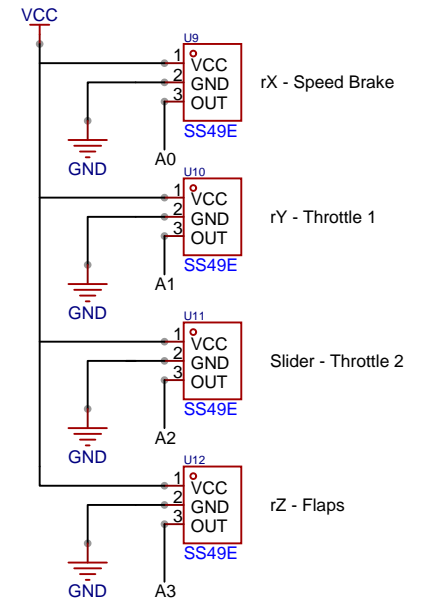 VCC
U9
1 VCC
2 GND
3 OUT
SS49E
rX - Speed Brake
GND
A0
U10
1 VCC
2 GND
3 OUT
SS49E
rY - Throttle 1
GND
A1
U11
1 VCC
2 GND
3 OUT
SS49E
Slider - Throttle 2
GND
A2
U12
1 VCC
2 GND
3 OUT
SS49E
rZ - Flaps
GND
A3